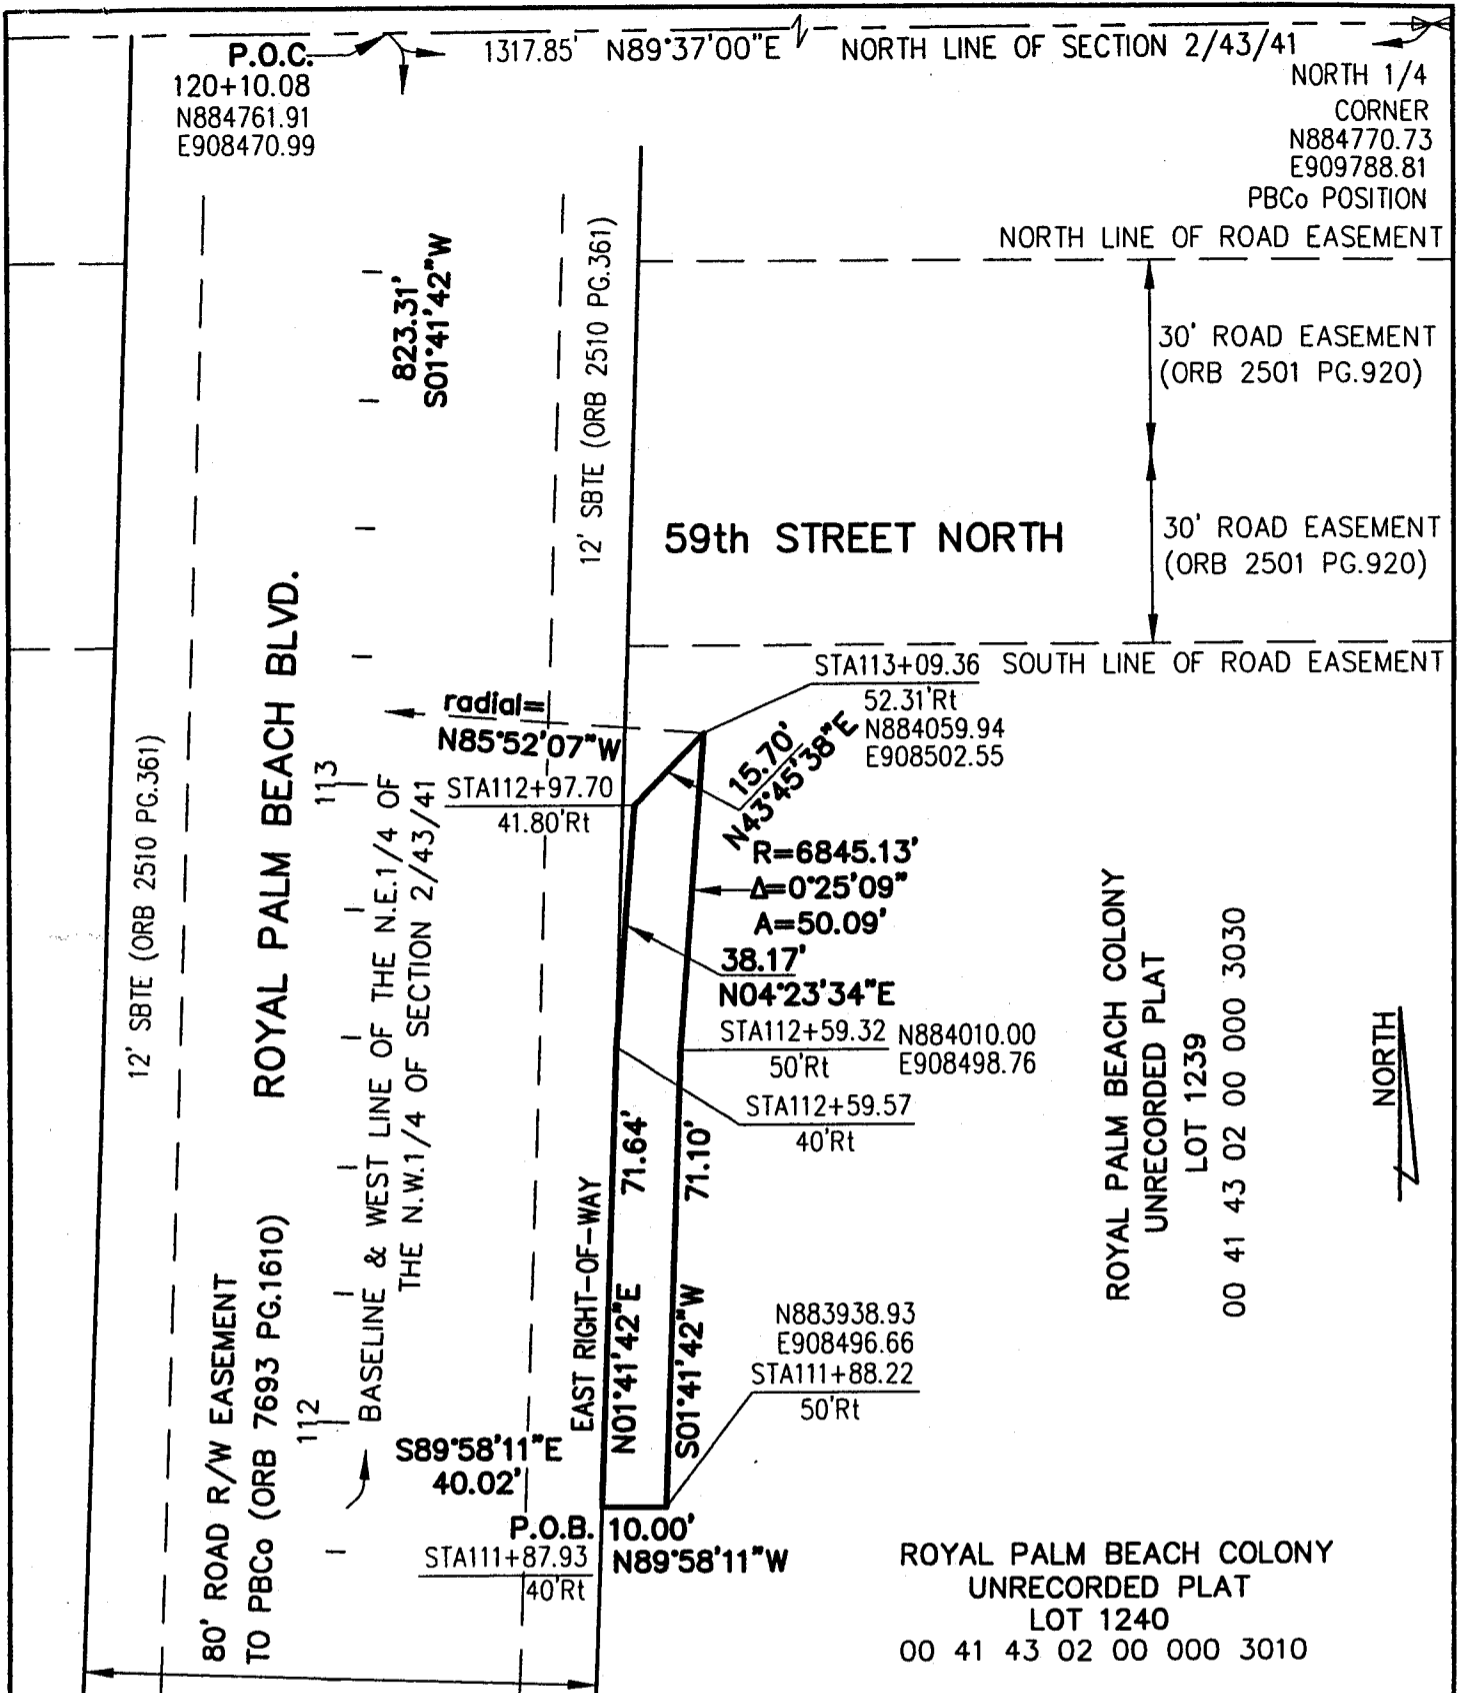 P.O.C.
120+10.08
N884761.91
E908470.99
1317.85' N89°37'00"E NORTH LINE OF SECTION 2/43/41
NORTH 1/4
CORNER
N884770.73
E909788.81
PBCo POSITION
NORTH LINE OF ROAD EASEMENT
823.31'
S01°41'42"W
12' SBTE (ORB 2510 PG.361)
30' ROAD EASEMENT
(ORB 2501 PG.920)
59th STREET NORTH
30' ROAD EASEMENT
(ORB 2501 PG.920)
SOUTH LINE OF ROAD EASEMENT
STA113+09.36
52.31'Rt
N884059.94
E908502.55
radial=
N85°52'07"W
15.70'
N43°45'38"E
STA112+97.70
41.80'Rt
113
12' SBTE (ORB 2510 PG.361)
ROYAL PALM BEACH BLVD.
BASELINE & WEST LINE OF THE N.E.1/4 OF
THE N.W.1/4 OF SECTION 2/43/41
R=6845.13'
Δ=0°25'09"
A=50.09'
38.17'
N04°23'34"E
STA112+59.32
50'Rt
N884010.00
E908498.76
STA112+59.57
40'Rt
71.64'
N01°41'42"E
71.10'
S01°41'42"W
ROYAL PALM BEACH COLONY
UNRECORDED PLAT
LOT 1239
00 41 43 02 00 000 3030
NORTH
80' ROAD R/W EASEMENT
TO PBCo (ORB 7693 PG.1610)
112
EAST RIGHT-OF-WAY
N883938.93
E908496.66
STA111+88.22
50'Rt
S89°58'11"E
40.02'
P.O.B.
STA111+87.93
40'Rt
10.00'
N89°58'11"W
ROYAL PALM BEACH COLONY
UNRECORDED PLAT
LOT 1240
00 41 43 02 00 000 3010